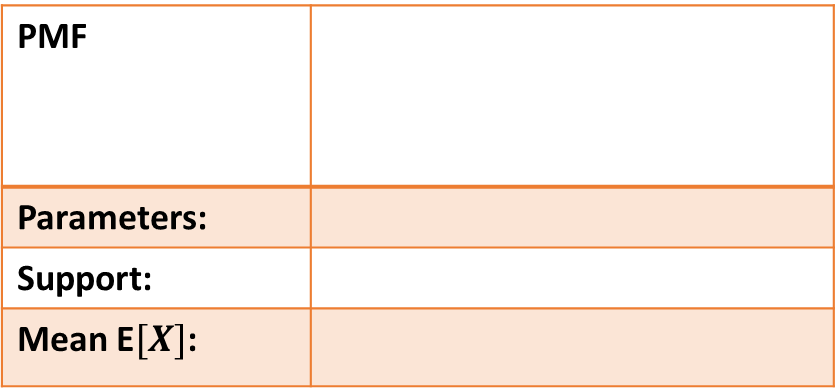 PMF
Parameters:
Support:
Mean E[X]: